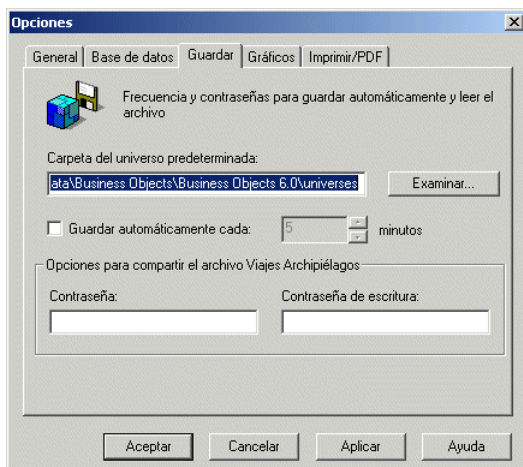 Opciones
General Base de datos Guardar Gráficos Imprimir/PDF
Frecuencia y contraseñas para guardar automáticamente y leer el
archivo
Carpeta del universo predeterminada:
ata\Business Objects\Business Objects 6.0\universes Examinar...
Guardar automáticamente cada: 5 minutos
Opciones para compartir el archivo Viajes Archipiélagos
Contraseña: Contraseña de escritura:
Aceptar Cancelar Aplicar Ayuda